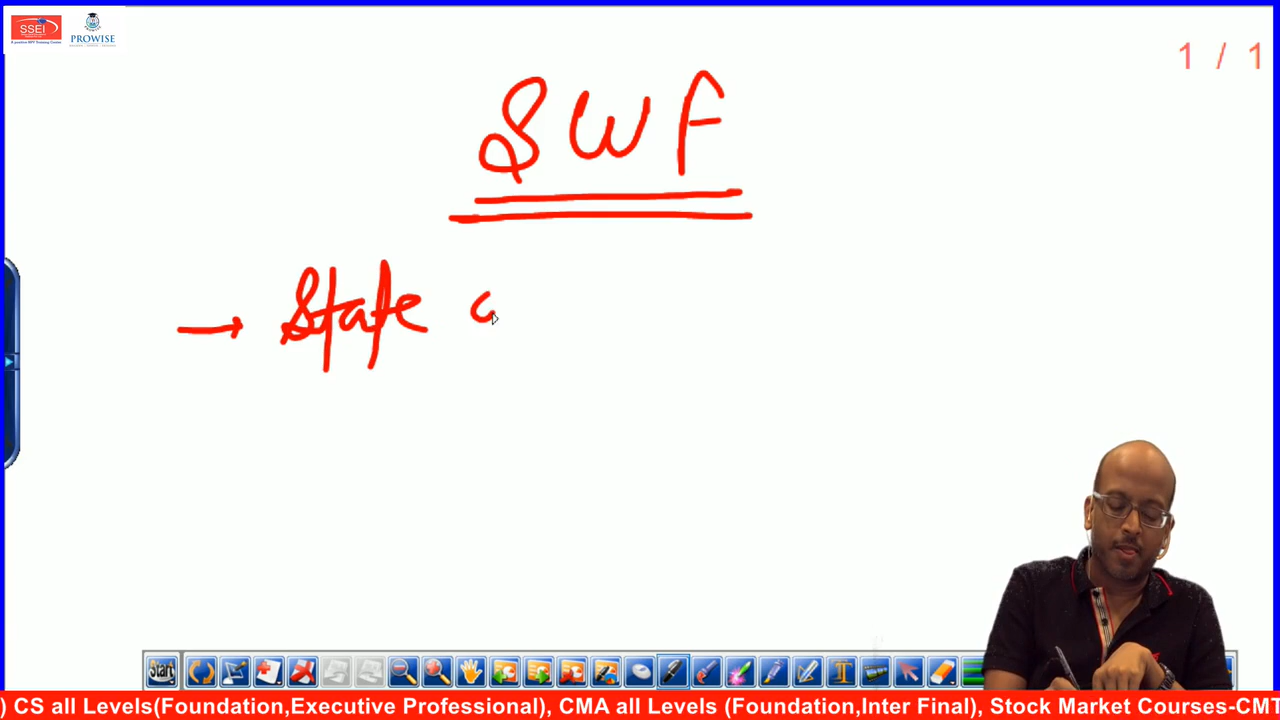 SSEI
PROWISE
1 / 1
SWF
→ State
Start
) CS all Levels(Foundation,Executive Professional), CMA all Levels (Foundation,Inter Final), Stock Market Courses-CMT